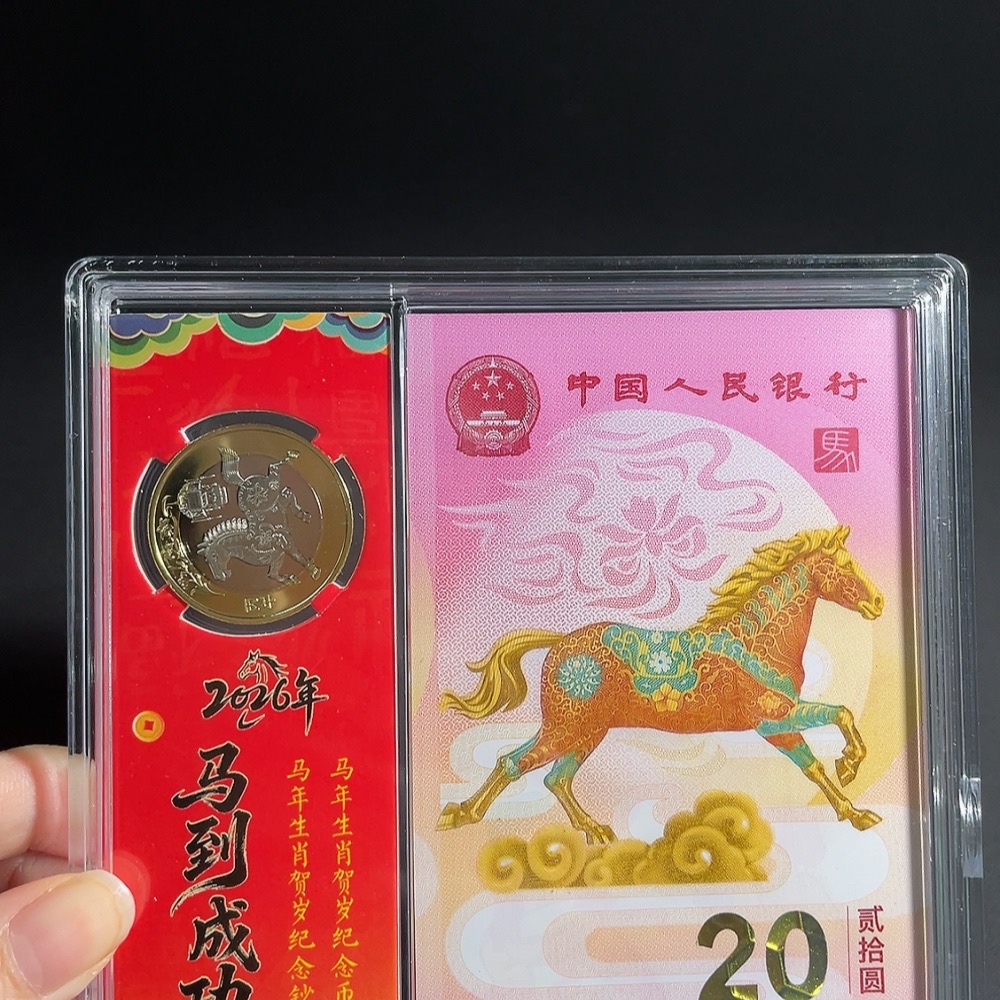 中国人民银行
馬
2026年
马到成功
马年生肖贺岁纪念币
马年生肖贺岁纪念钞
20
贰拾圆